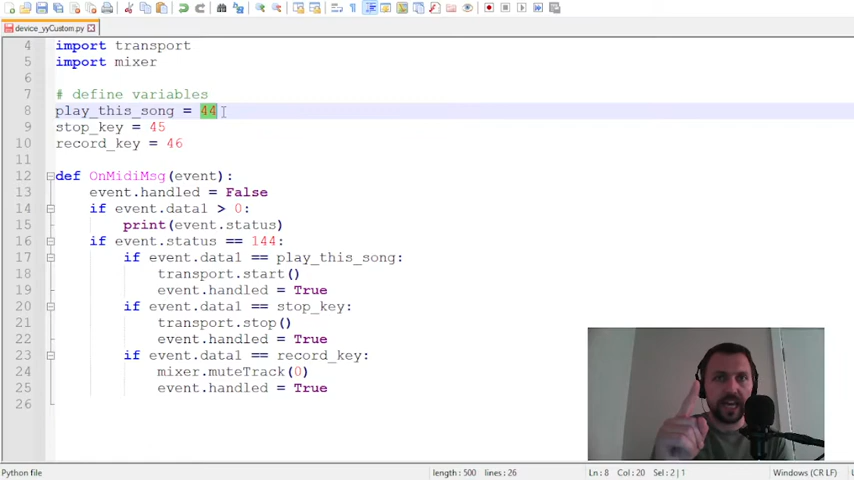 device_yyCustom.py
4 import transport
5 import mixer
6
7 # define variables
8 play_this_song = 44
9 stop_key = 45
10 record_key = 46
11
12 def OnMidiMsg(event):
13 event.handled = False
14 if event.data1 > 0:
15 print(event.status)
16 if event.status == 144:
17 if event.data1 == play_this_song:
18 transport.start()
19 event.handled = True
20 if event.data1 == stop_key:
21 transport.stop()
22 event.handled = True
23 if event.data1 == record_key:
24 mixer.muteTrack(0)
25 event.handled = True
26
Python file length : 500 lines : 26 Ln : 8 Col : 20 Sel : 2 | 1 Windows (CR LF)